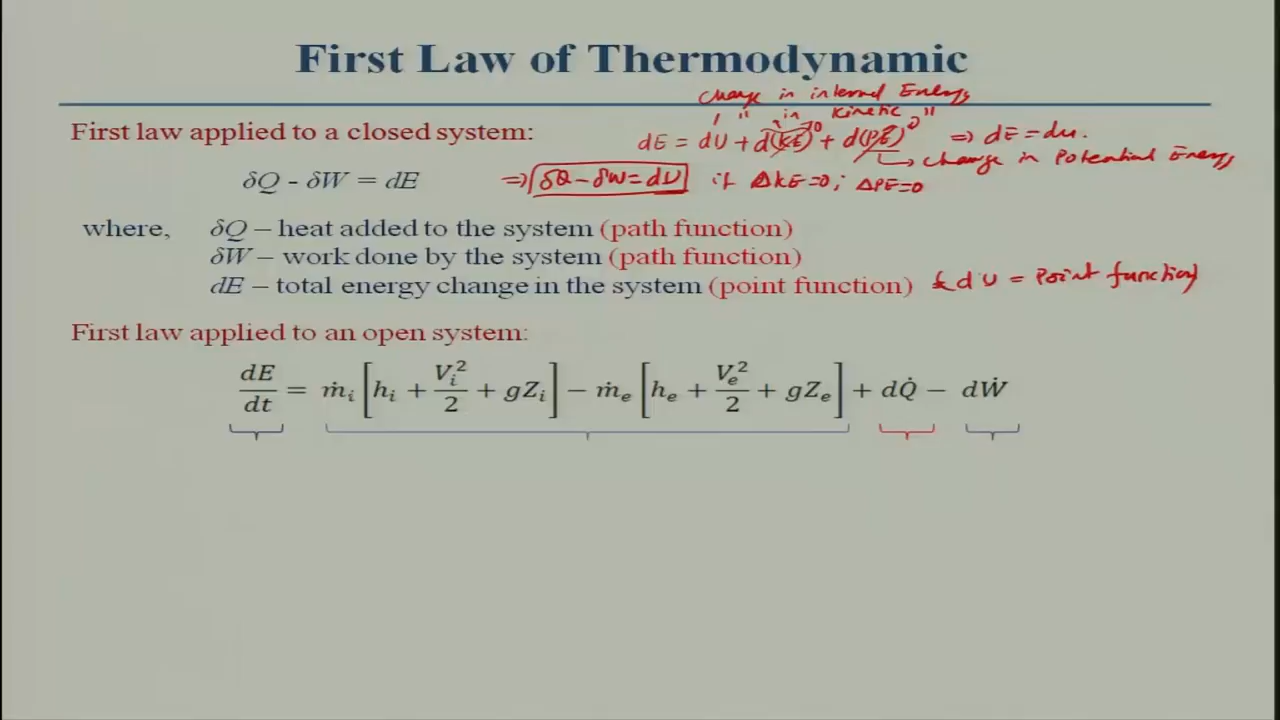 First Law of Thermodynamic
change in internal Energy
" " in kinetic "
First law applied to a closed system: dE = dU + d(KE)⁰ + d(PE)⁰ ⇒ dE = du.
↳ change in Potential Energy
δQ - δW = dE ⇒ δQ - δW = dU if ΔKE=0; ΔPE=0
where, δQ – heat added to the system (path function)
δW – work done by the system (path function)
dE – total energy change in the system (point function) & dU = Point function
First law applied to an open system:
dE/dt = ṁᵢ [hᵢ + Vᵢ²/2 + gZᵢ] − ṁₑ [hₑ + Vₑ²/2 + gZₑ] + dQ̇ − dẆ